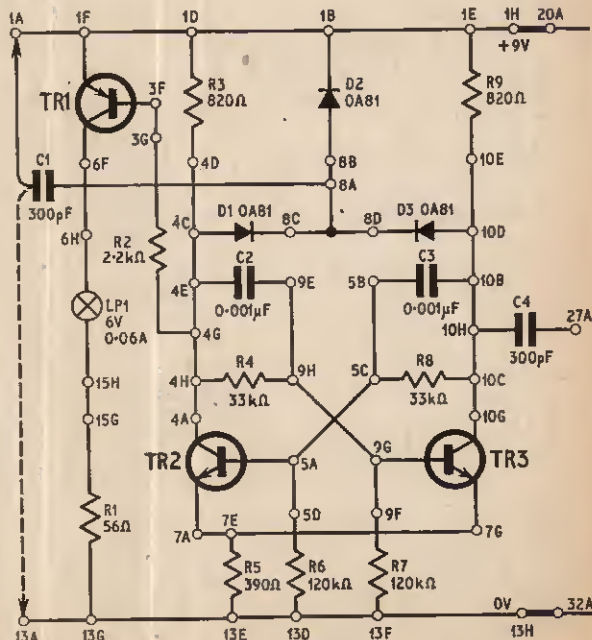 1A 1F 1D 1B 1E 1H 20A
+9V
TR1
3F
R3
820Ω
D2
OA81
R9
820Ω
3G
C1
6F
4D
8B
10E
8A
300pF
6H
R2
2·2kΩ
4C
D1 OA81
8C
8D
D3 OA81
10D
C2
9E
5B
C3
4E
0·001μF
0·001μF
10B
C4
27A
LP1
6V
0·06A
4G
10H
300pF
R4
R8
15H
4H
9H
5C
10C
33kΩ
33kΩ
15G
4A
10G
TR2
5A
9G
TR3
R1
56Ω
5D
9F
7A
7E
7G
R5
390Ω
R6
120kΩ
R7
120kΩ
0V
32A
13A 13G 13E 13D 13F 13H